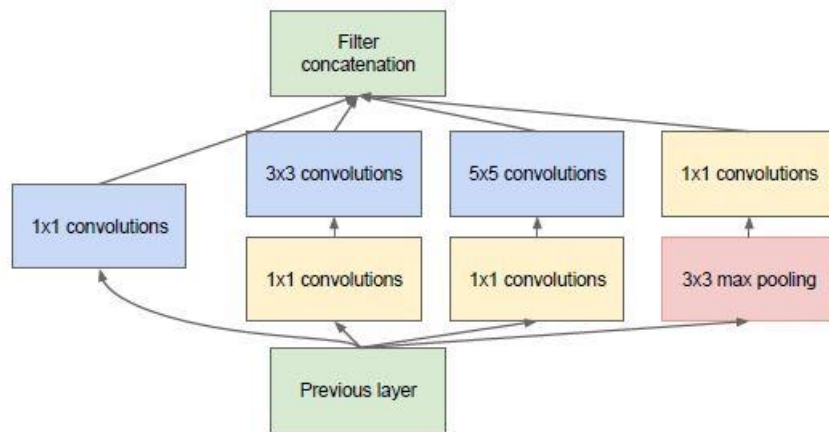 Filter
concatenation
3x3 convolutions
5x5 convolutions
1x1 convolutions
1x1 convolutions
1x1 convolutions
1x1 convolutions
3x3 max pooling
Previous layer